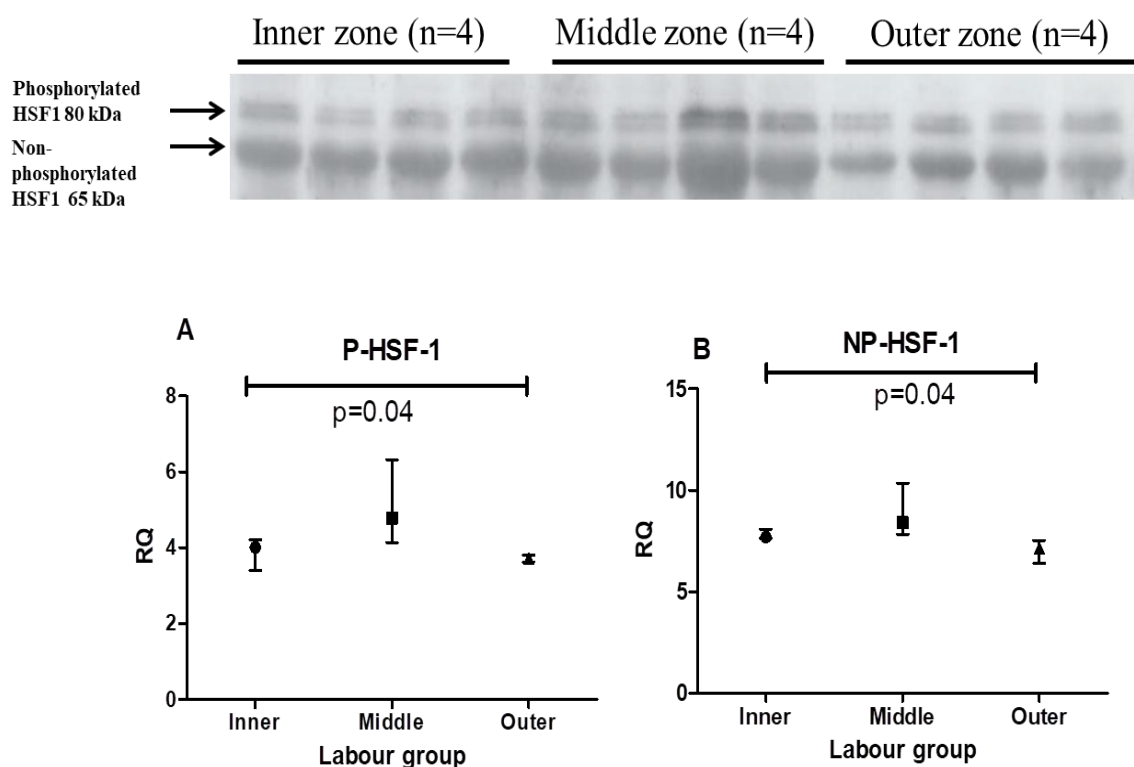 Inner zone (n=4) Middle zone (n=4) Outer zone (n=4)
Phosphorylated
HSF1 80 kDa
Non-
phosphorylated
HSF1 65 kDa
A
P-HSF-1
p=0.04
8
6
4
2
0
RQ
Inner Middle Outer
Labour group
B
NP-HSF-1
p=0.04
15
10
5
0
RQ
Inner Middle Outer
Labour group